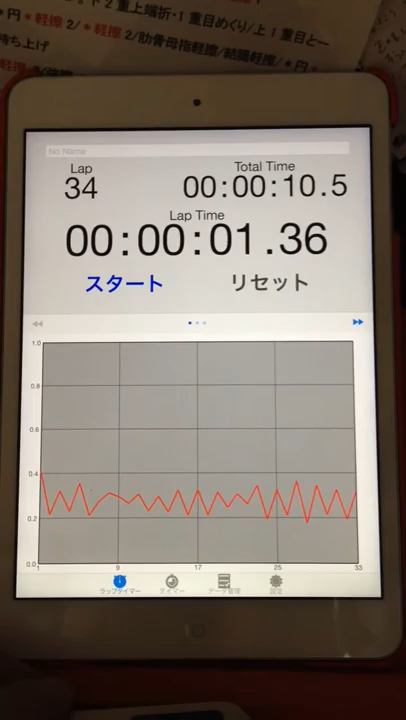 下2重上端折・1重目めくり/上1重目と一
*円*軽擦2/*軽擦2/肋骨母指軽擦/結腸軽擦/*円*
持ち上げ
No Name
Lap
34
Total Time
00:00:10.5
Lap Time
00:00:01.36
スタート
リセット
1.0
0.8
0.6
0.4
0.2
0.0
1
9
17
25
33
ラップタイマー
タイマー
データ管理
設定